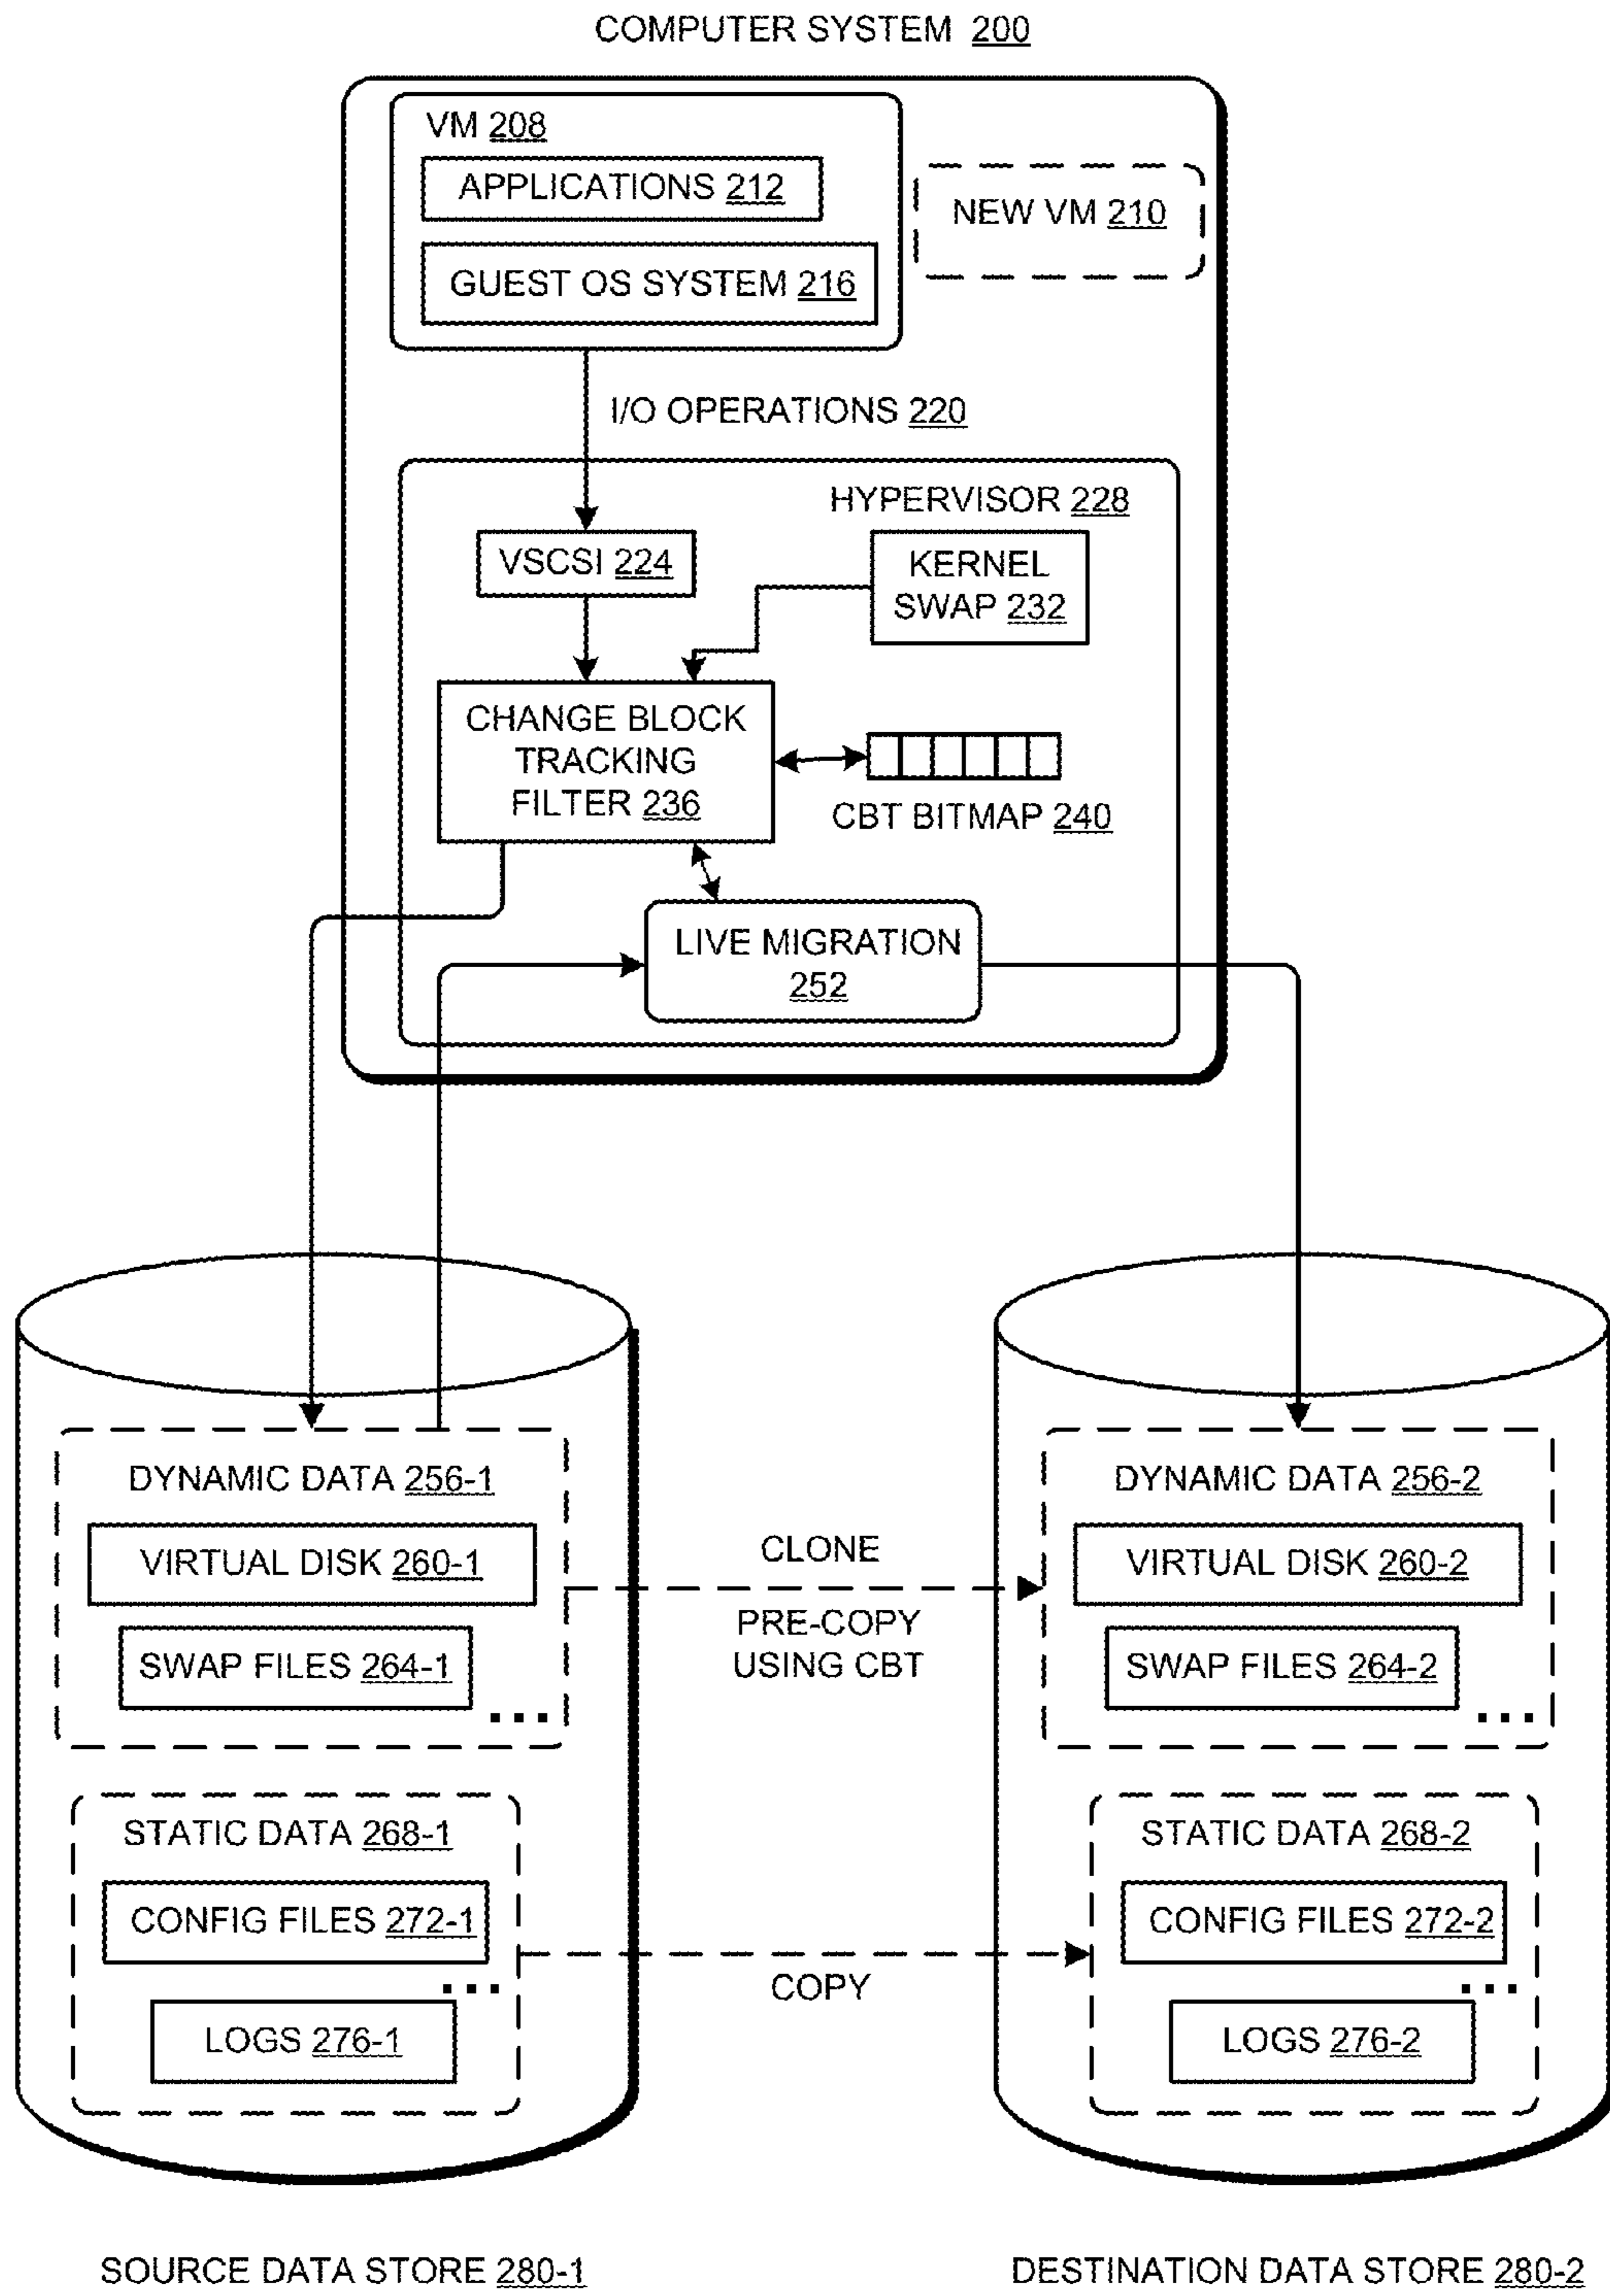 COMPUTER SYSTEM 200
VM 208
APPLICATIONS 212
GUEST OS SYSTEM 216
NEW VM 210
I/O OPERATIONS 220
HYPERVISOR 228
VSCSI 224
KERNEL
SWAP 232
CHANGE BLOCK
TRACKING
FILTER 236
CBT BITMAP 240
LIVE MIGRATION
252
DYNAMIC DATA 256-1
VIRTUAL DISK 260-1
SWAP FILES 264-1
...
CLONE
PRE-COPY
USING CBT
DYNAMIC DATA 256-2
VIRTUAL DISK 260-2
SWAP FILES 264-2
...
STATIC DATA 268-1
CONFIG FILES 272-1
...
LOGS 276-1
COPY
STATIC DATA 268-2
CONFIG FILES 272-2
...
LOGS 276-2
SOURCE DATA STORE 280-1
DESTINATION DATA STORE 280-2